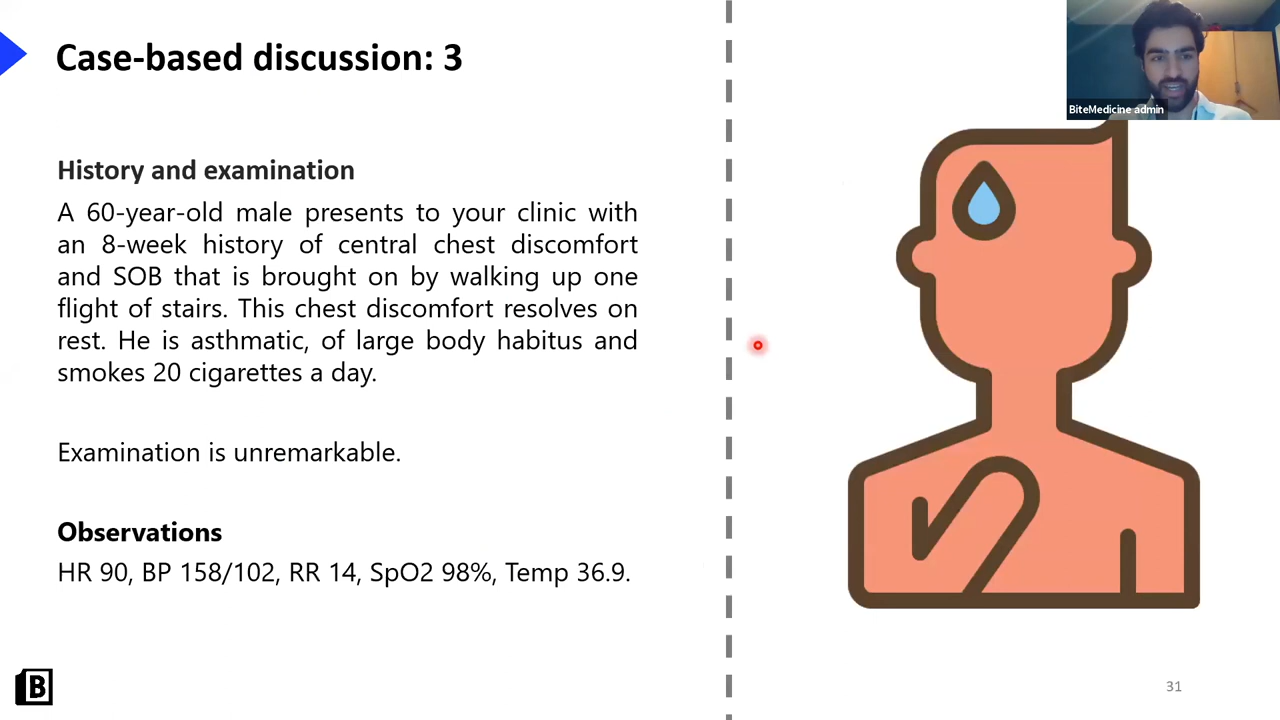 Case-based discussion: 3
BiteMedicine admin
History and examination
A 60-year-old male presents to your clinic with
an 8-week history of central chest discomfort
and SOB that is brought on by walking up one
flight of stairs. This chest discomfort resolves on
rest. He is asthmatic, of large body habitus and
smokes 20 cigarettes a day.
Examination is unremarkable.
Observations
HR 90, BP 158/102, RR 14, SpO2 98%, Temp 36.9.
B
31